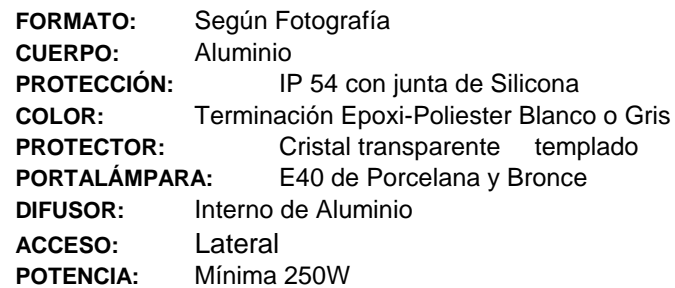 FORMATO: Según Fotografía
CUERPO: Aluminio
PROTECCIÓN: IP 54 con junta de Silicona
COLOR: Terminación Epoxi-Poliester Blanco o Gris
PROTECTOR: Cristal transparente templado
PORTALÁMPARA: E40 de Porcelana y Bronce
DIFUSOR: Interno de Aluminio
ACCESO: Lateral
POTENCIA: Mínima 250W